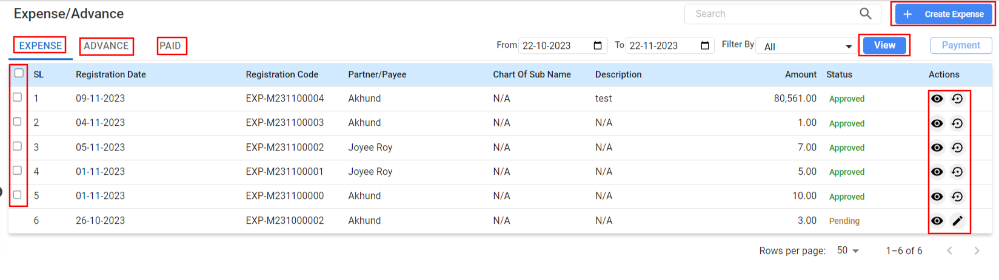 Expense/Advance Search + Create Expense
EXPENSE ADVANCE PAID From 22-10-2023 To 22-11-2023 Filter By All View Payment
SL Registration Date Registration Code Partner/Payee Chart Of Sub Name Description Amount Status Actions
1 09-11-2023 EXP-M231100004 Akhund N/A test 80,561.00 Approved
2 04-11-2023 EXP-M231100003 Akhund N/A N/A 1.00 Approved
3 05-11-2023 EXP-M231100002 Joyee Roy N/A N/A 7.00 Approved
4 01-11-2023 EXP-M231100001 Joyee Roy N/A N/A 5.00 Approved
5 01-11-2023 EXP-M231100000 Akhund N/A N/A 10.00 Approved
6 26-10-2023 EXP-M231000002 Akhund N/A N/A 3.00 Pending
Rows per page: 50 1–6 of 6